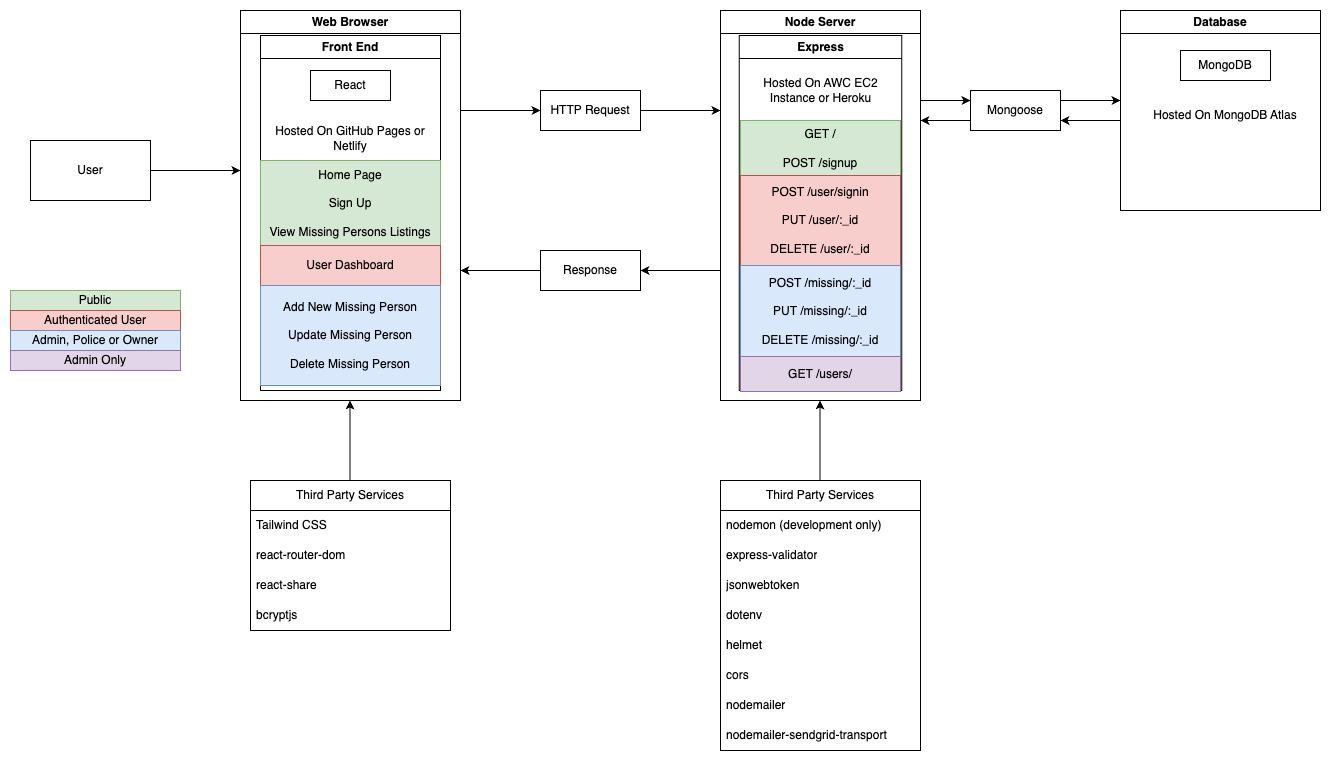 Web Browser
Front End
React
Hosted On GitHub Pages or
Netlify
Home Page
Sign Up
View Missing Persons Listings
User Dashboard
Add New Missing Person
Update Missing Person
Delete Missing Person
User
Public
Authenticated User
Admin, Police or Owner
Admin Only
HTTP Request
Response
Node Server
Express
Hosted On AWC EC2
Instance or Heroku
GET /
POST /signup
POST /user/signin
PUT /user/:_id
DELETE /user/:_id
POST /missing/:_id
PUT /missing/:_id
DELETE /missing/:_id
GET /users/
Mongoose
Database
MongoDB
Hosted On MongoDB Atlas
Third Party Services
Tailwind CSS
react-router-dom
react-share
bcryptjs
Third Party Services
nodemon (development only)
express-validator
jsonwebtoken
dotenv
helmet
cors
nodemailer
nodemailer-sendgrid-transport